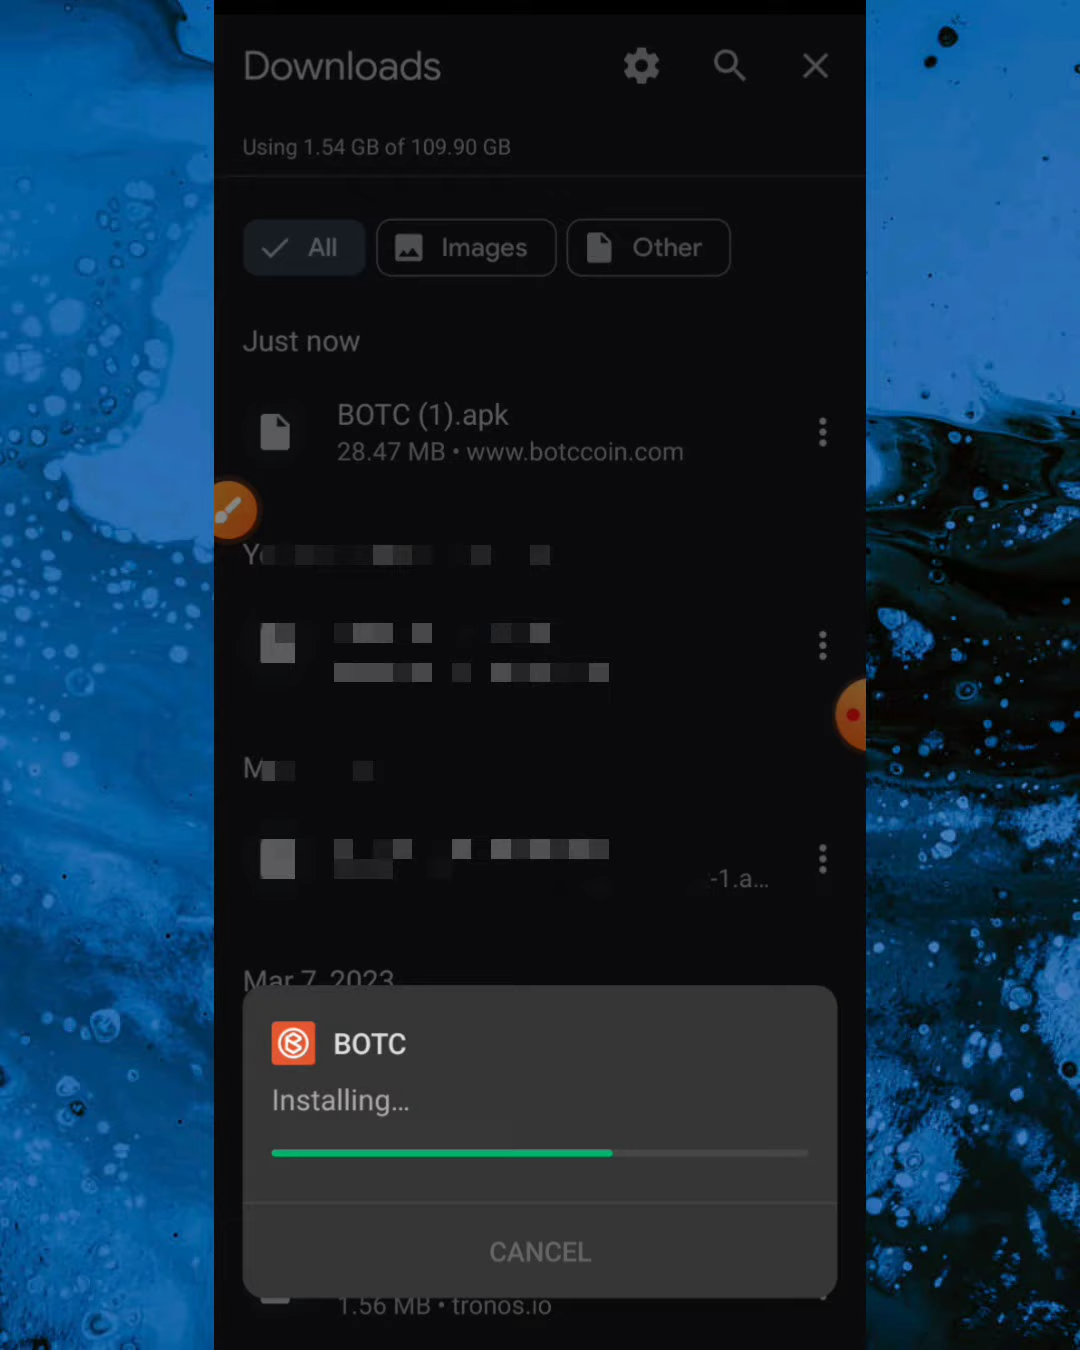 Downloads
Using 1.54 GB of 109.90 GB
All
Images
Other
Just now
BOTC (1).apk
28.47 MB • www.botccoin.com
-1.a...
Mar 7, 2023
BOTC
Installing...
CANCEL
1.56 MB • tronos.io